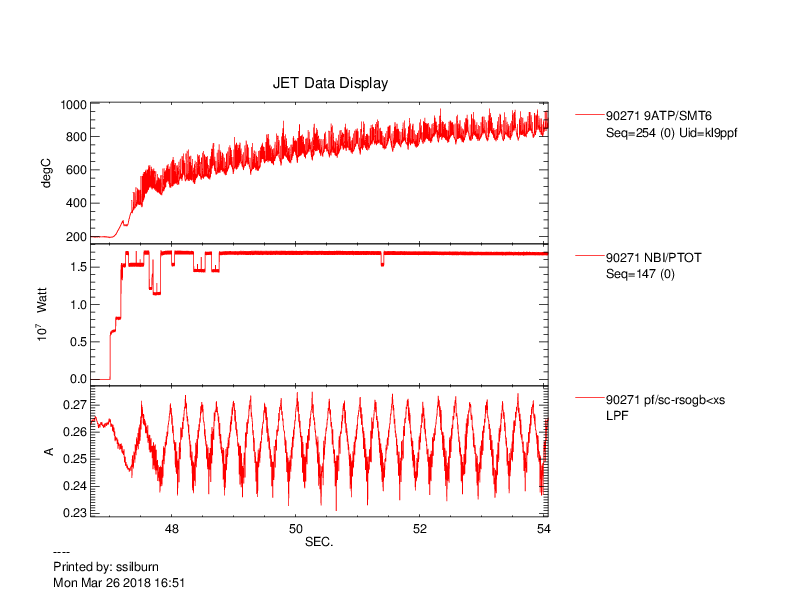 JET Data Display
1000
800
600
400
200
degC
90271 9ATP/SMT6
Seq=254 (0) Uid=kl9ppf
1.5
1.0
0.5
0.0
10^7 Watt
90271 NBI/PTOT
Seq=147 (0)
0.27
0.26
0.25
0.24
0.23
A
90271 pf/sc-rsogb<xs
LPF
48 50 52 54
SEC.
----
Printed by: ssilburn
Mon Mar 26 2018 16:51